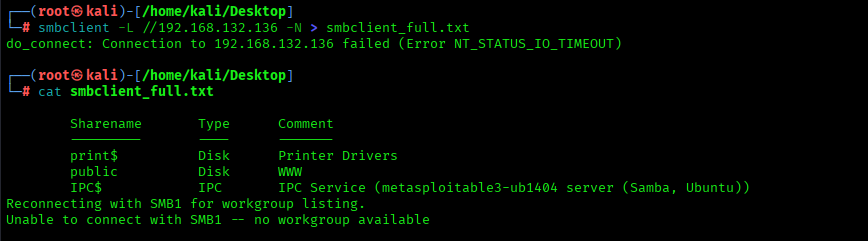 ┌──(root㉿kali)-[/home/kali/Desktop]
└─# smbclient -L //192.168.132.136 -N > smbclient_full.txt
do_connect: Connection to 192.168.132.136 failed (Error NT_STATUS_IO_TIMEOUT)
┌──(root㉿kali)-[/home/kali/Desktop]
└─# cat smbclient_full.txt
Sharename Type Comment
--------- ---- -------
print$ Disk Printer Drivers
public Disk WWW
IPC$ IPC IPC Service (metasploitable3-ub1404 server (Samba, Ubuntu))
Reconnecting with SMB1 for workgroup listing.
Unable to connect with SMB1 -- no workgroup available